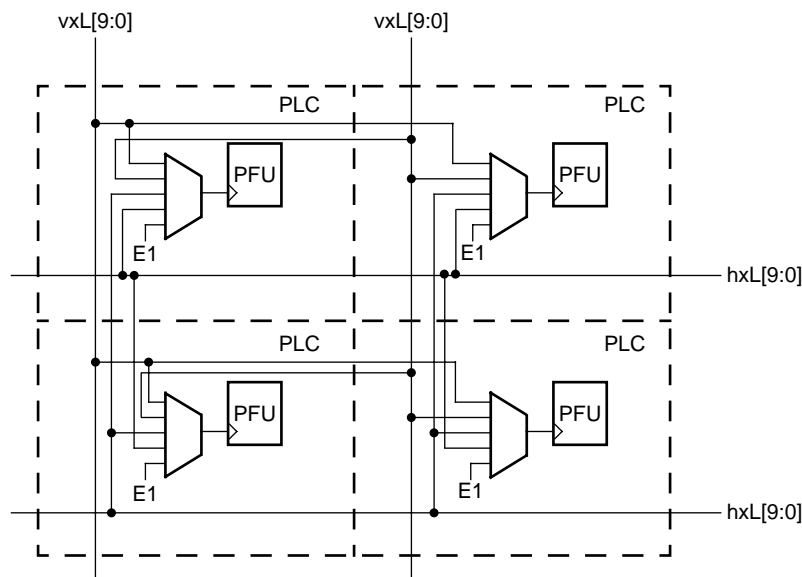 vxL[9:0] vxL[9:0]
PLC PLC
PFU PFU
E1 E1
hxL[9:0]
PLC PLC
PFU PFU
E1 E1
hxL[9:0]